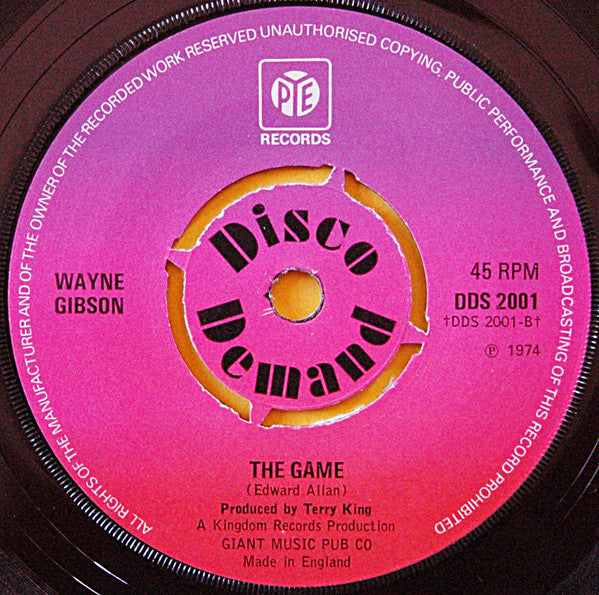 ALL RIGHTS OF THE MANUFACTURER AND OF THE OWNER OF THE RECORDED WORK RESERVED UNAUTHORISED COPYING, PUBLIC PERFORMANCE AND BROADCASTING OF THIS RECORD PROHIBITED
PYE
RECORDS
Disco
Demand
WAYNE
GIBSON
45 RPM
DDS 2001
†DDS 2001-B†
℗ 1974
THE GAME
(Edward Allan)
Produced by Terry King
A Kingdom Records Production
GIANT MUSIC PUB CO
Made in England